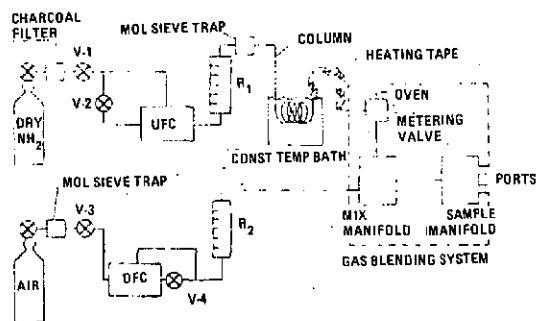 CHARCOAL
FILTER
MOL SIEVE TRAP
COLUMN
V-1
HEATING TAPE
R1
OVEN
V-2
DRY
NH2
UFC
METERING
VALVE
CONST TEMP BATH
MOL SIEVE TRAP
PORTS
V-3
R2
MIX
MANIFOLD
SAMPLE
MANIFOLD
AIR
DFC
V-4
GAS BLENDING SYSTEM